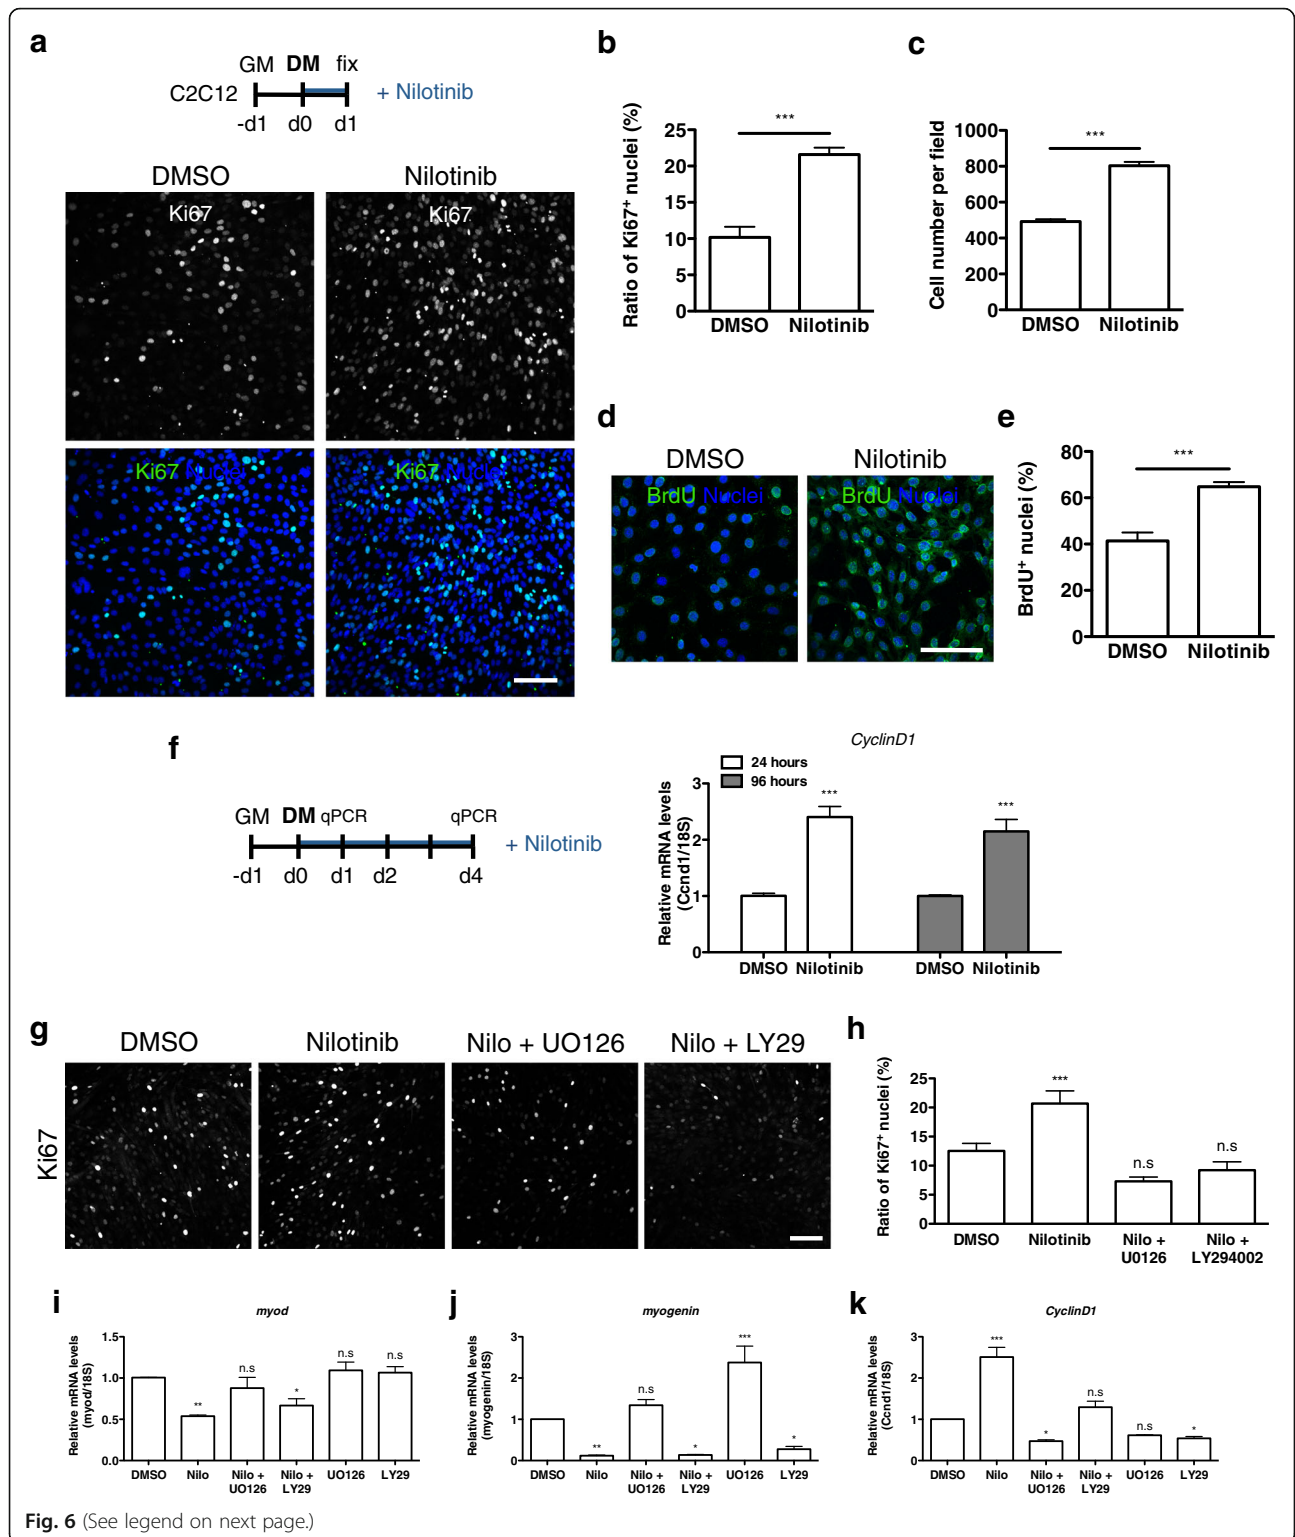 a
GM DM fix
C2C12
+ Nilotinib
-d1 d0 d1
DMSO Nilotinib
Ki67 Ki67
Ki67 Nuclei Ki67 Nuclei
b
Ratio of Ki67+ nuclei (%)
25
20
15
10
5
0
***
DMSO Nilotinib
c
Cell number per field
1000
800
600
400
200
0
***
DMSO Nilotinib
d
DMSO Nilotinib
BrdU Nuclei BrdU Nuclei
e
BrdU+ nuclei (%)
80
60
40
20
0
***
DMSO Nilotinib
f
GM DM qPCR qPCR
+ Nilotinib
-d1 d0 d1 d2 d4
CyclinD1
24 hours
96 hours
Relative mRNA levels
(Ccnd1/18S)
3
2
1
0
*** ***
DMSO Nilotinib DMSO Nilotinib
g
DMSO Nilotinib Nilo + UO126 Nilo + LY29
Ki67
h
Ratio of Ki67+ nuclei (%)
25
20
15
10
5
0
***
n.s n.s
DMSO Nilotinib Nilo + U0126 Nilo + LY294002
i
myod
Relative mRNA levels
(myod/18S)
1.5
1.0
0.5
0.0
** n.s * n.s n.s
DMSO Nilo Nilo + UO126 Nilo + LY29 UO126 LY29
j
myogenin
Relative mRNA levels
(myogenin/18S)
3
2
1
0
** n.s * *** *
DMSO Nilo Nilo + UO126 Nilo + LY29 UO126 LY29
k
CyclinD1
Relative mRNA levels
(Ccnd1/18S)
3
2
1
0
*** * n.s n.s *
DMSO Nilo Nilo + UO126 Nilo + LY29 UO126 LY29
Fig. 6 (See legend on next page.)